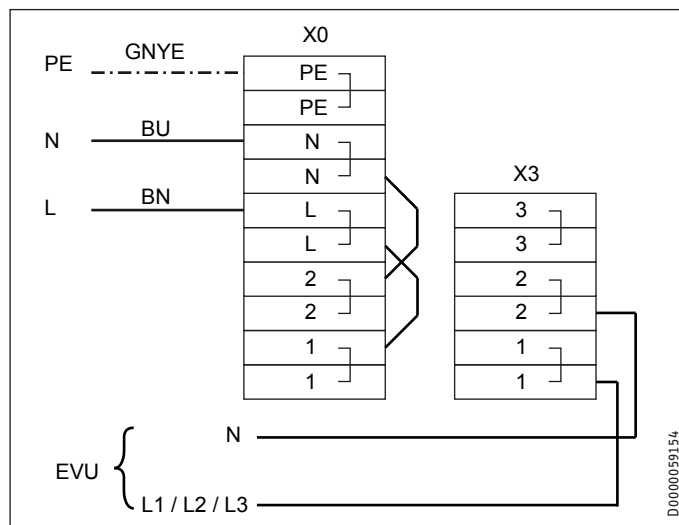 X0
PE GNYE PE
PE
N BU N
N
L BN L
L
2
2
1
1
X3
3
3
2
2
1
1
EVU
N
L1 / L2 / L3
D0000059154